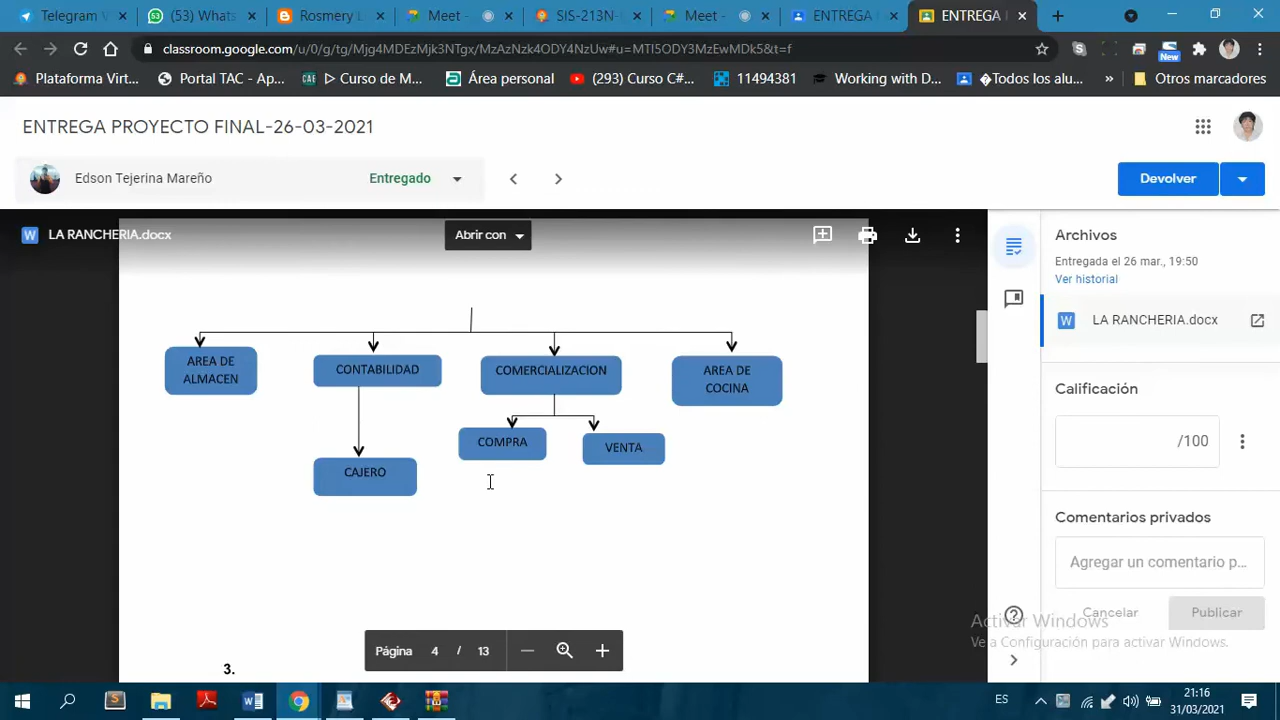 Telegram W
(53) Whats
Rosmery L
Meet -
SIS-213N-G
Meet -
ENTREGA P
ENTREGA
classroom.google.com/u/0/g/tg/Mjg4MDEzMjk3NTgx/MzAzNzk4ODY4NzUw#u=MTI5ODY3MzEwMDk5&t=f
New
Plataforma Virt...
Portal TAC - Ap...
▷ Curso de M...
Área personal
(293) Curso C#...
11494381
Working with D...
�Todos los alu...
»
Otros marcadores
ENTREGA PROYECTO FINAL-26-03-2021
Edson Tejerina Mareño
Entregado
Devolver
LA RANCHERIA.docx
Abrir con
AREA DE
ALMACEN
CONTABILIDAD
COMERCIALIZACION
AREA DE
COCINA
COMPRA
VENTA
CAJERO
3.
Página 4 / 13
Archivos
Entregada el 26 mar., 19:50
Ver historial
LA RANCHERIA.docx
Calificación
/100
Comentarios privados
Agregar un comentario p...
Cancelar
Publicar
Activar Windows
Ve a Configuración para activar Windows.
ES
21:16
31/03/2021